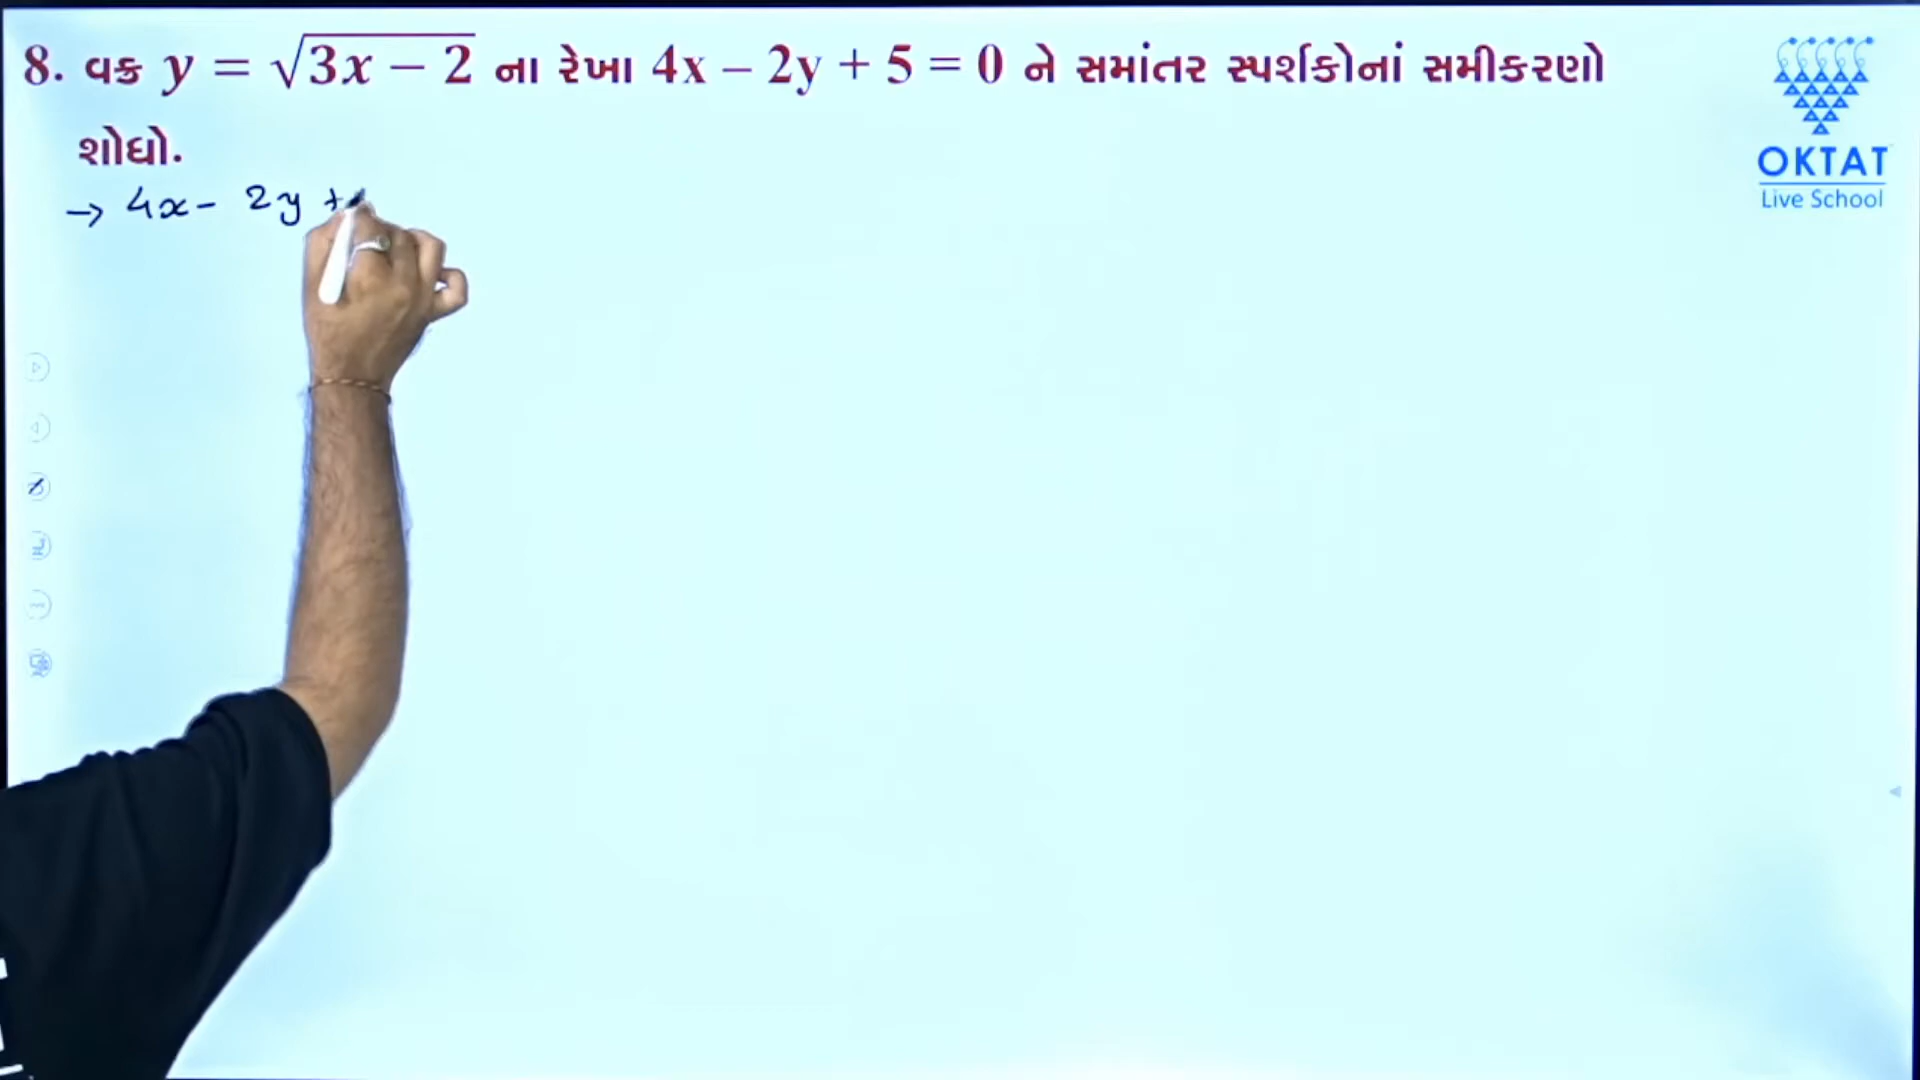 8. વક્ર y = √3x – 2 ના રેખા 4x – 2y + 5 = 0 ને સમાંતર સ્પર્શકોનાં સમીકરણો
શોધો.
→ 4x - 2y +
OKTAT
Live School